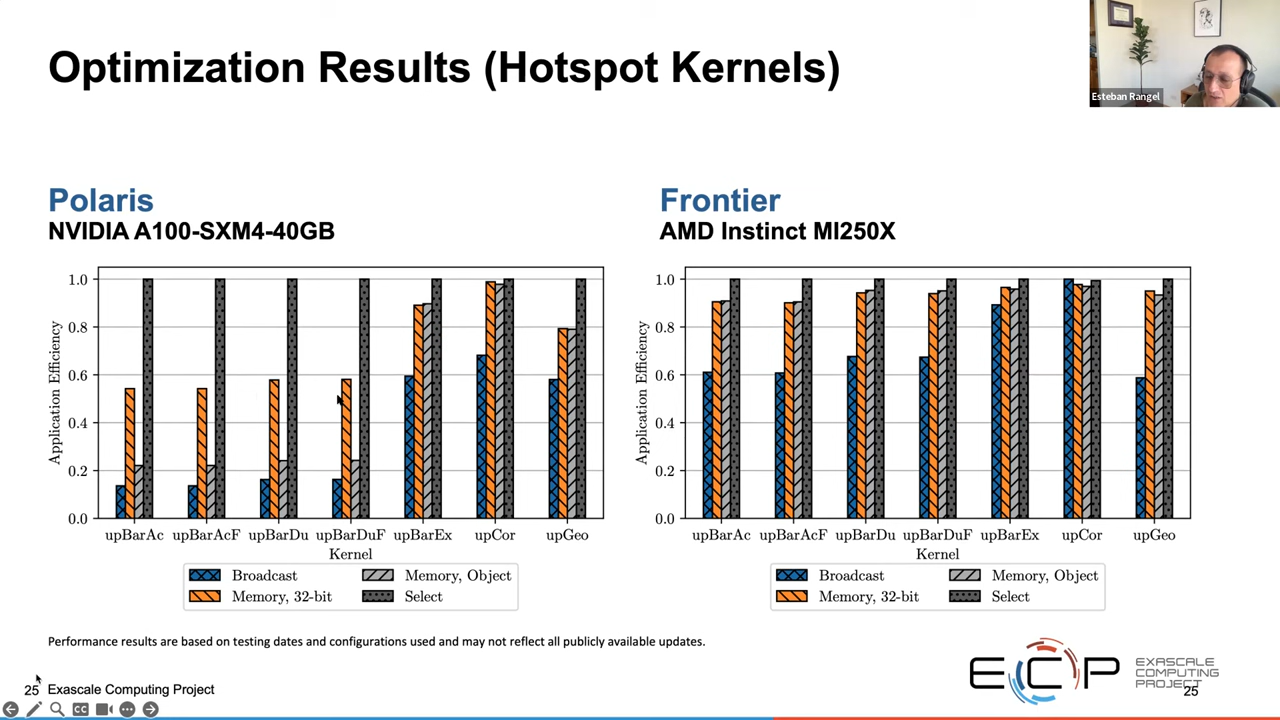 Optimization Results (Hotspot Kernels)
Esteban Rangel
Polaris
NVIDIA A100-SXM4-40GB
Application Efficiency
1.0
0.8
0.6
0.4
0.2
0.0
upBarAc upBarAcF upBarDu upBarDuF upBarEx upCor upGeo
Kernel
Broadcast
Memory, 32-bit
Memory, Object
Select
Frontier
AMD Instinct MI250X
Application Efficiency
1.0
0.8
0.6
0.4
0.2
0.0
upBarAc upBarAcF upBarDu upBarDuF upBarEx upCor upGeo
Kernel
Broadcast
Memory, 32-bit
Memory, Object
Select
Performance results are based on testing dates and configurations used and may not reflect all publicly available updates.
25 Exascale Computing Project
ECP
EXASCALE
COMPUTING
PROJECT
25
CC